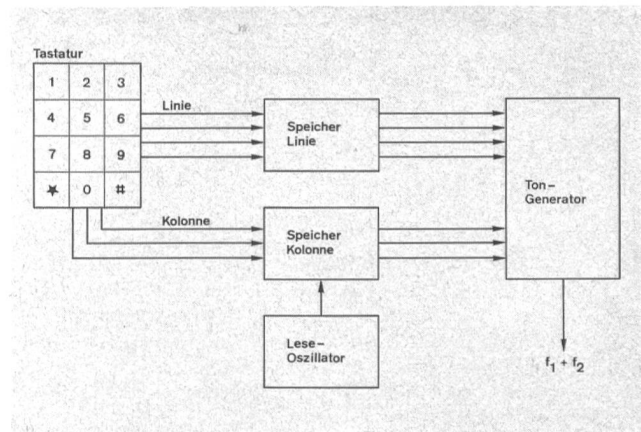 Tastatur
1 2 3
4 5 6
7 8 9
* 0 #
Linie
Kolonne
Speicher
Linie
Speicher
Kolonne
Lese-
Oszillator
Ton-
Generator
f₁ + f₂